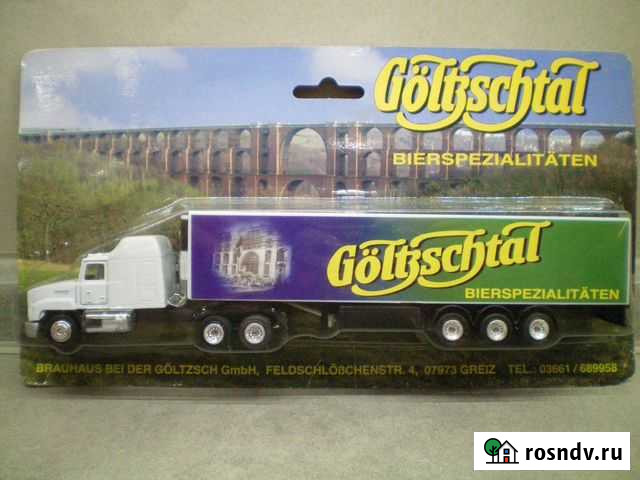 Göltzschtal
BIERSPEZIALITÄTEN
Göltzschtal
BIERSPEZIALITÄTEN
BRAUHAUS BEI DER GÖLTZSCH GmbH, FELDSCHLÖßCHENSTR. 4, 07973 GREIZ TEL.: 03661 / 689958
rosndv.ru